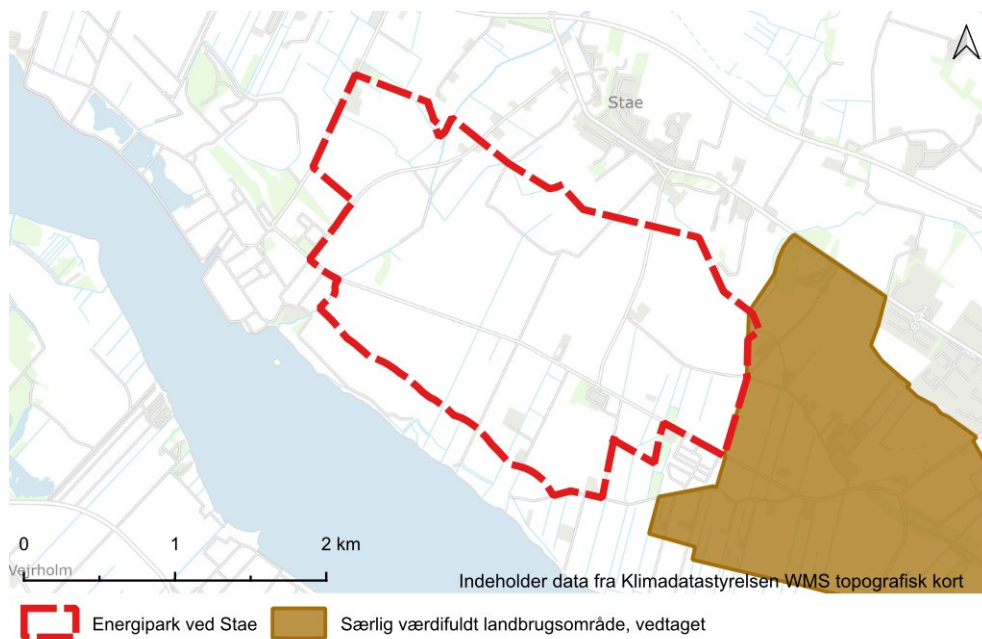 Stae
0 1 2 km
Vejrholm
Indeholder data fra Klimadatastyrelsen WMS topografisk kort
Energipark ved Stae
Særlig værdifuldt landbrugsområde, vedtaget